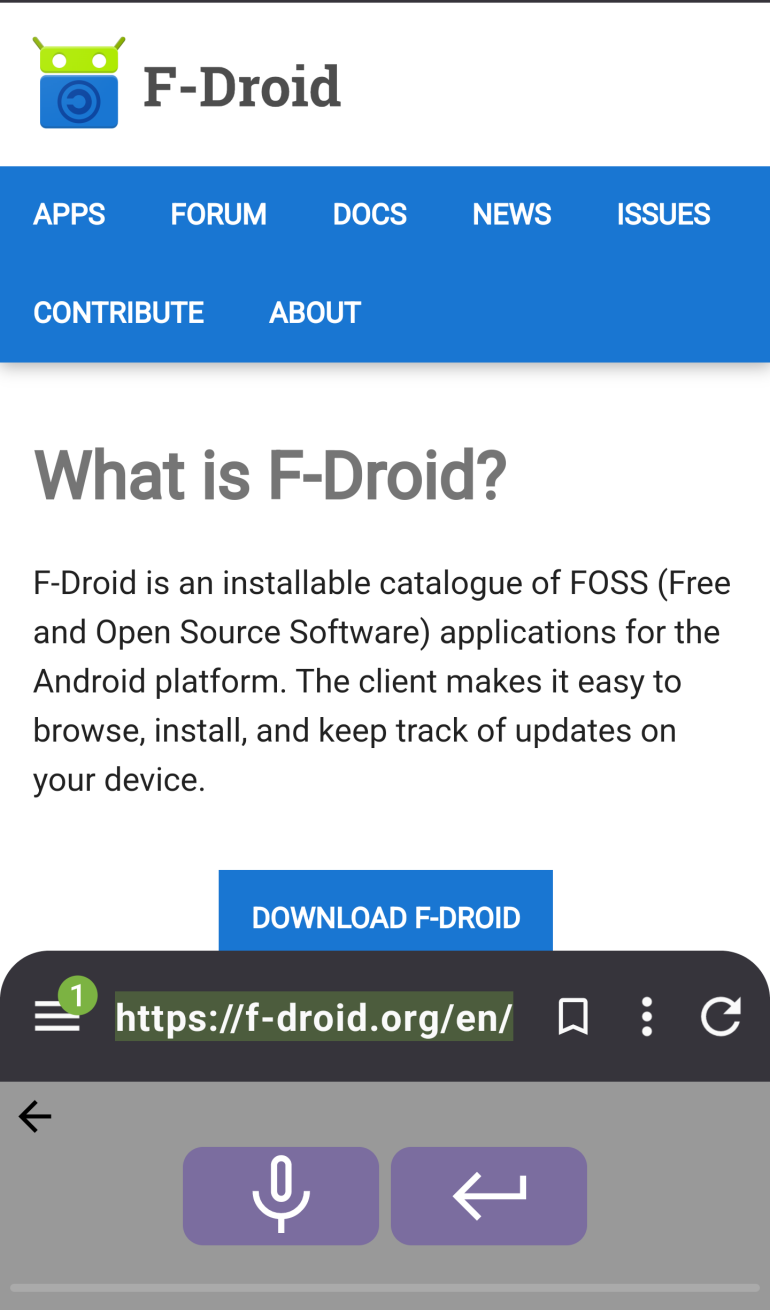 F-Droid
APPS FORUM DOCS NEWS ISSUES
CONTRIBUTE ABOUT
What is F-Droid?
F-Droid is an installable catalogue of FOSS (Free
and Open Source Software) applications for the
Android platform. The client makes it easy to
browse, install, and keep track of updates on
your device.
DOWNLOAD F-DROID
1
https://f-droid.org/en/